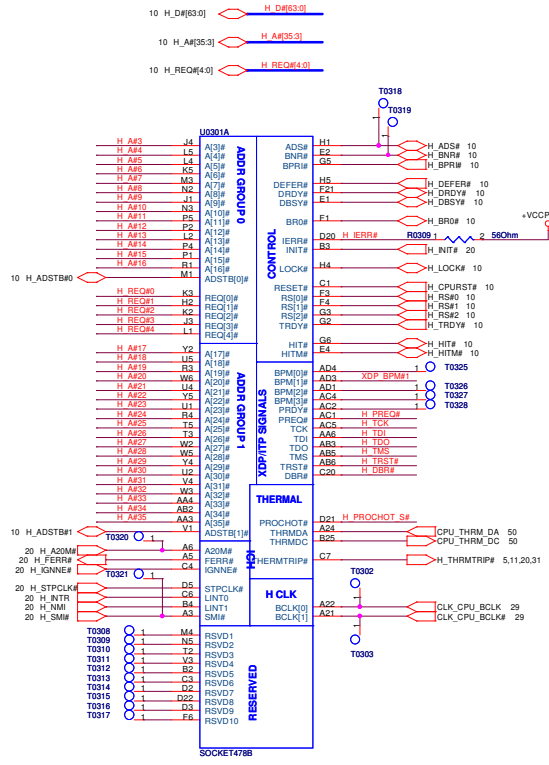 10 H_D#[63:0] H_D#[63:0]
10 H_A#[35:3] H_A#[35:3]
10 H_REQ#[4:0] H_REQ#[4:0]
T0318
T0319
U0301A
H_A#3 J4 A[3]#
H_A#4 L5 A[4]#
H_A#5 L4 A[5]#
H_A#6 K5 A[6]#
H_A#7 M3 A[7]#
H_A#8 N2 A[8]#
H_A#9 J1 A[9]#
H_A#10 N3 A[10]#
H_A#11 P5 A[11]#
H_A#12 P2 A[12]#
H_A#13 L2 A[13]#
H_A#14 P4 A[14]#
H_A#15 P1 A[15]#
H_A#16 R1 A[16]#
10 H_ADSTB#0 M1 ADSTB[0]#
H_REQ#0 K3 REQ[0]#
H_REQ#1 H2 REQ[1]#
H_REQ#2 K2 REQ[2]#
H_REQ#3 J3 REQ[3]#
H_REQ#4 L1 REQ[4]#
ADDR GROUP 0
H_A#17 Y2 A[17]#
H_A#18 U5 A[18]#
H_A#19 R3 A[19]#
H_A#20 W6 A[20]#
H_A#21 U4 A[21]#
H_A#22 Y5 A[22]#
H_A#23 U1 A[23]#
H_A#24 R4 A[24]#
H_A#25 T5 A[25]#
H_A#26 T3 A[26]#
H_A#27 W2 A[27]#
H_A#28 W5 A[28]#
H_A#29 Y4 A[29]#
H_A#30 U2 A[30]#
H_A#31 V4 A[31]#
H_A#32 W3 A[32]#
H_A#33 AA4 A[33]#
H_A#34 AB2 A[34]#
H_A#35 AA3 A[35]#
10 H_ADSTB#1 V1 ADSTB[1]#
ADDR GROUP 1
T0320
20 H_A20M# A6 A20M#
20 H_FERR# A5 FERR#
20 H_IGNNE# C4 IGNNE#
T0321
20 H_STPCLK# D5 STPCLK#
20 H_INTR C6 LINT0
20 H_NMI B4 LINT1
20 H_SMI# A3 SMI#
ICH
T0308 1 M4 RSVD1
T0309 1 N5 RSVD2
T0310 1 T2 RSVD3
T0311 1 V3 RSVD4
T0312 1 B2 RSVD5
T0313 1 C3 RSVD6
T0314 1 D2 RSVD7
T0315 1 D22 RSVD8
T0316 1 D3 RSVD9
T0317 1 F6 RSVD10
RESERVED
SOCKET478B
CONTROL
ADS# H1 1 H_ADS# 10
BNR# E2 1 H_BNR# 10
BPRI# G5 H_BPRI# 10
DEFER# H5 H_DEFER# 10
DRDY# F21 H_DRDY# 10
DBSY# E1 H_DBSY# 10
BR0# F1 H_BR0# 10
+VCCP
IERR# D20 H_IERR# R0309 1 2 56Ohm
INIT# B3 H_INIT# 20
LOCK# H4 H_LOCK# 10
RESET# C1 H_CPURST# 10
RS[0]# F3 H_RS#0 10
RS[1]# F4 H_RS#1 10
RS[2]# G3 H_RS#2 10
TRDY# G2 H_TRDY# 10
HIT# G6 H_HIT# 10
HITM# E4 H_HITM# 10
XDP/ITP SIGNALS
BPM[0]# AD4 1 T0325
BPM[1]# AD3 XDP_BPM#1
BPM[2]# AD1 1 T0326
BPM[3]# AC4 1 T0327
PRDY# AC2 1 T0328
PREQ# AC1 H_PREQ#
TCK AC5 H_TCK
TDI AA6 H_TDI
TDO AB3 H_TDO
TMS AB5 H_TMS
TRST# AB6 H_TRST#
DBR# C20 H_DBR#
THERMAL
PROCHOT# D21 H_PROCHOT_S#
THRMDA A24 CPU_THRM_DA 50
THRMDC B25 CPU_THRM_DC 50
THERMTRIP# C7 H_THRMTRIP# 5,11,20,31
H CLK
T0302
1
BCLK[0] A22 CLK_CPU_BCLK 29
BCLK[1] A21 CLK_CPU_BCLK# 29
1
T0303